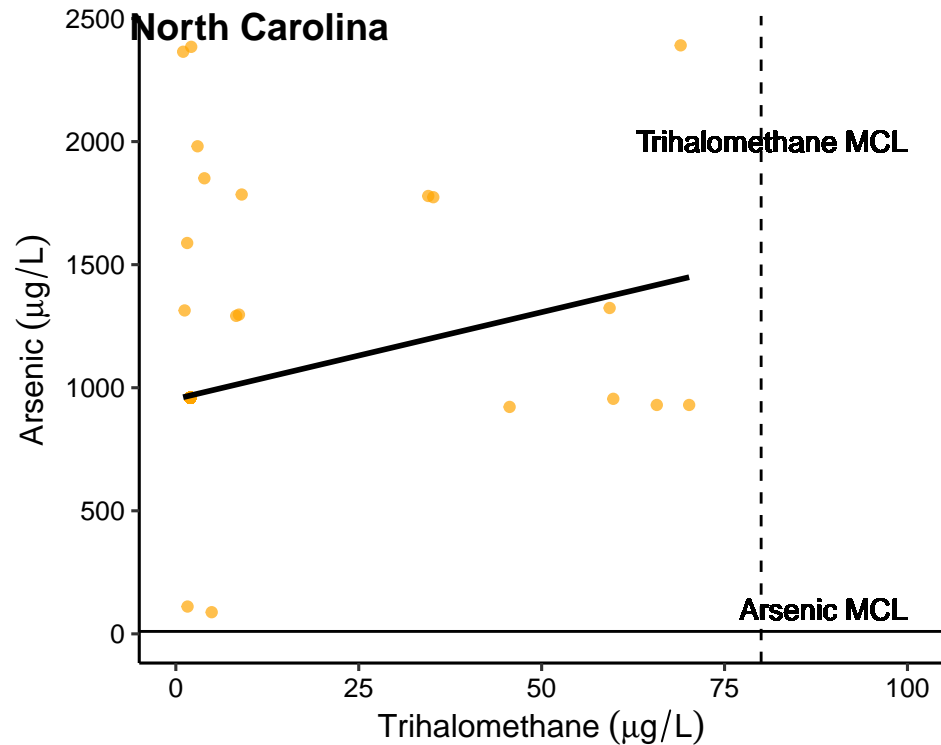 North Carolina
2500
2000
1500
1000
500
0
Arsenic (μg/L)
Trihalomethane MCL
Arsenic MCL
0 25 50 75 100
Trihalomethane (μg/L)